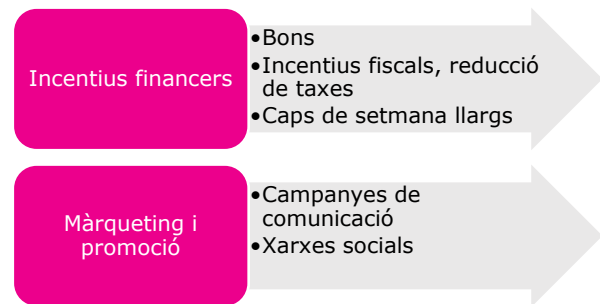 Incentius financers
•Bons
•Incentius fiscals, reducció
de taxes
•Caps de setmana llargs
Màrqueting i
promoció
•Campanyes de
comunicació
•Xarxes socials